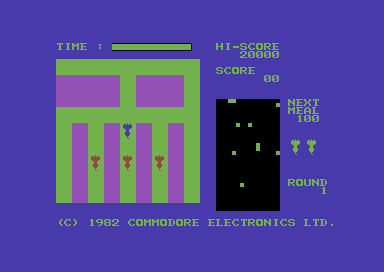 TIME :
HI-SCORE
20000
SCORE
00
NEXT
MEAL
100
ROUND
1
(C) 1982 COMMODORE ELECTRONICS LTD.